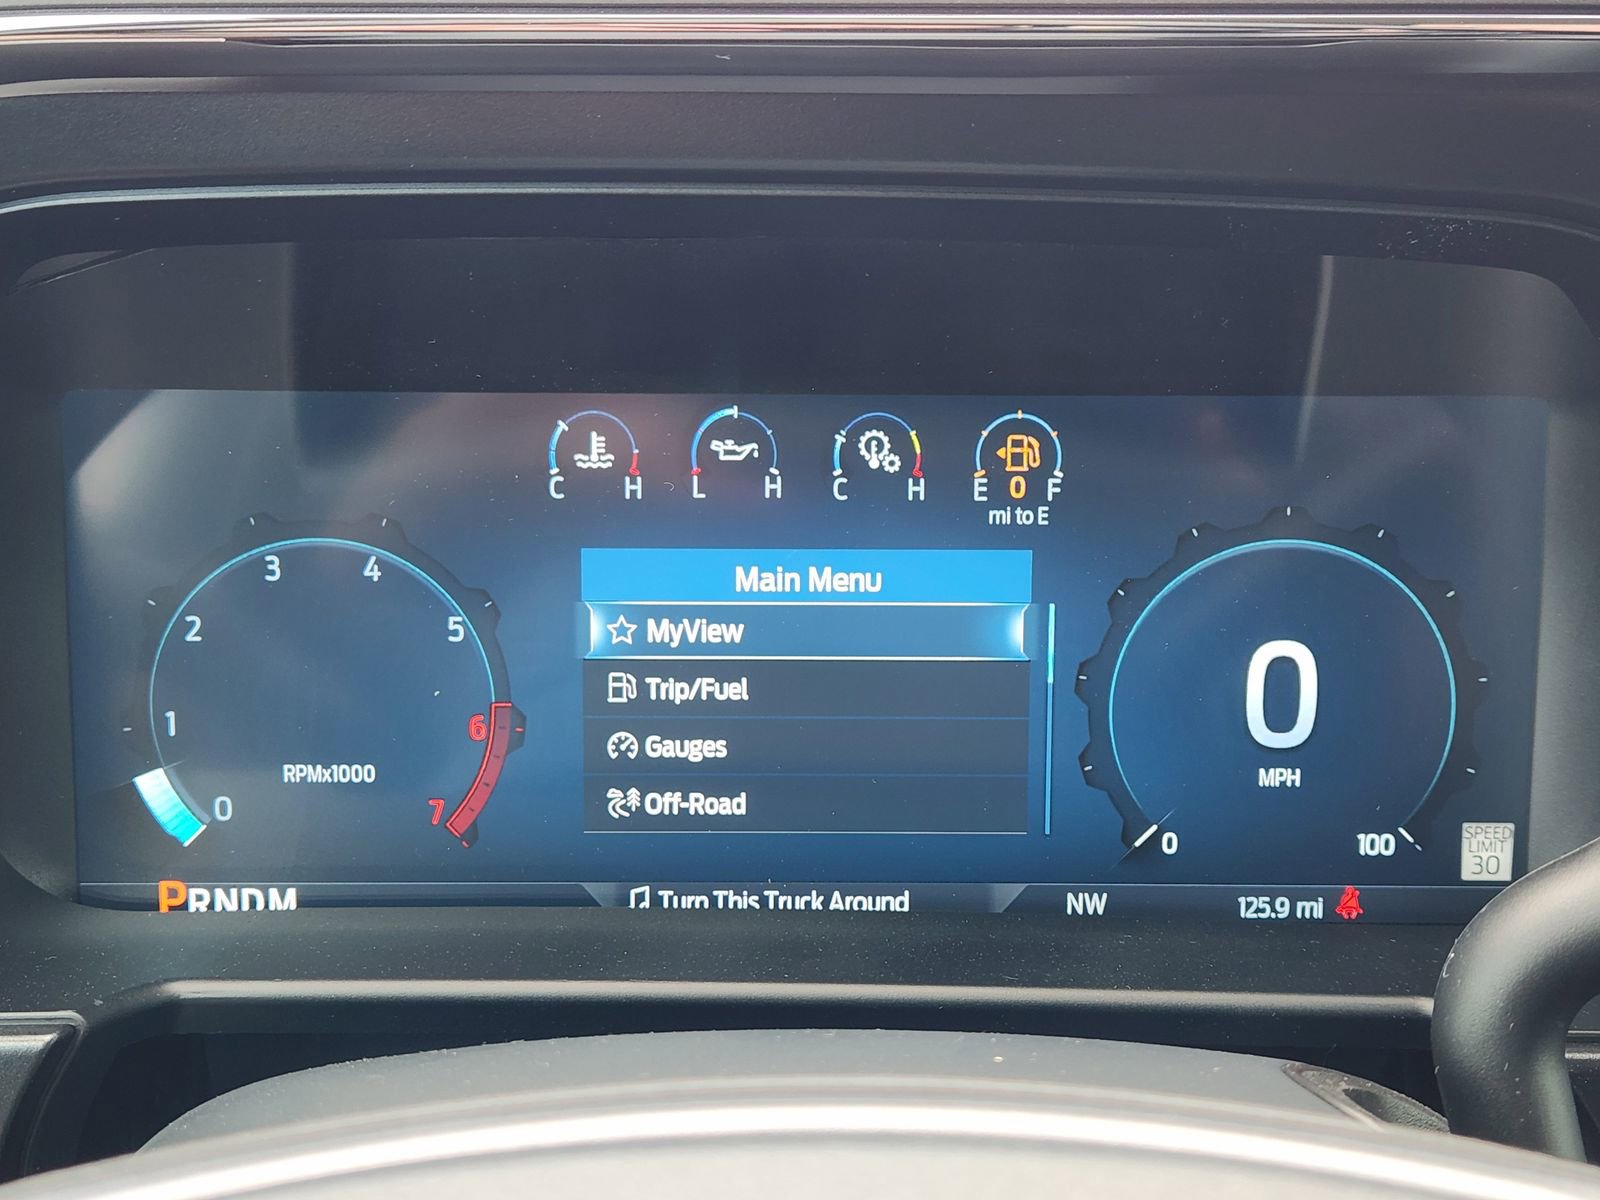 C H
L H
C H
E 0 F
mi to E
0 1 2 3 4 5 6 7
RPMx1000
Main Menu
MyView
Trip/Fuel
Gauges
Off-Road
0
MPH
0 100
SPEED
LIMIT
30
PRNDM
Turn This Truck Around
NW
125.9 mi